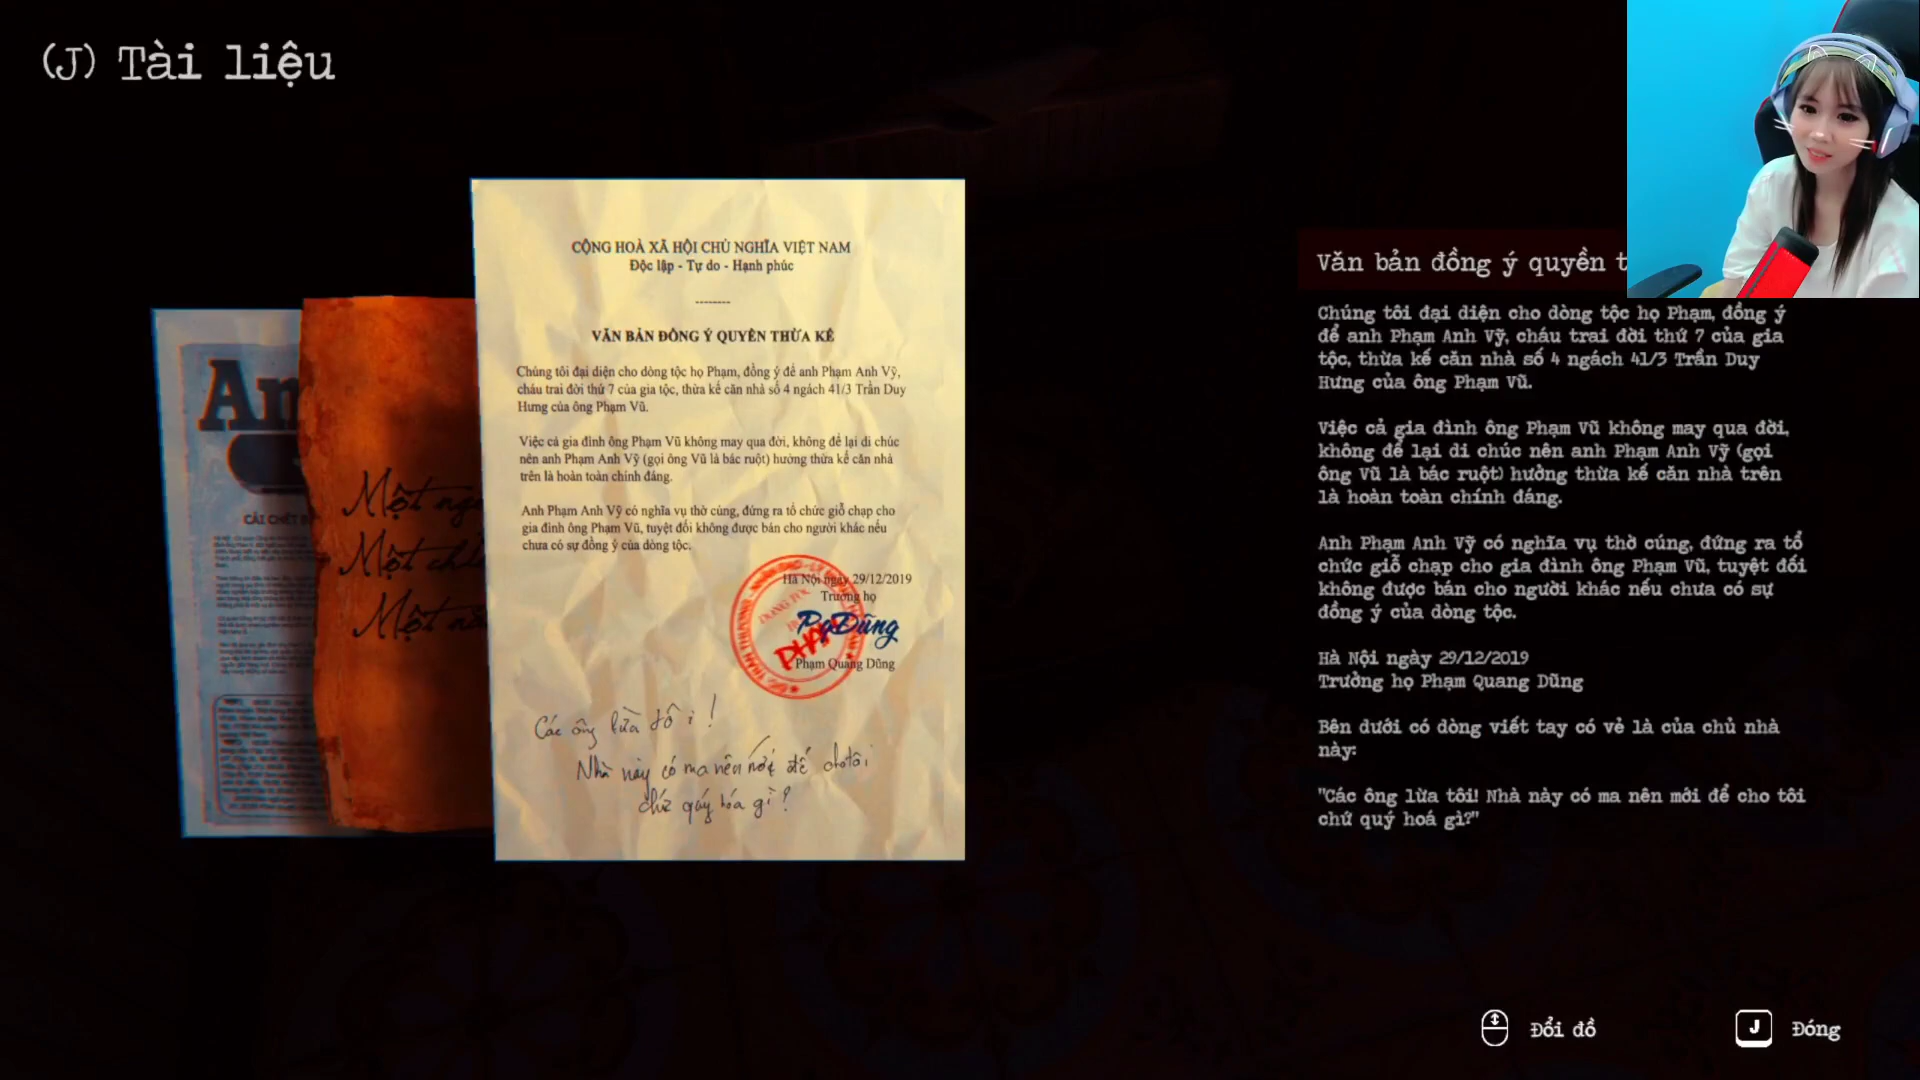 (J) Tài liệu
An
CÁI CHẾT B
Một ng
Một ch
Một n
CỘNG HOÀ XÃ HỘI CHỦ NGHĨA VIỆT NAM
Độc lập - Tự do - Hạnh phúc
--------
VĂN BẢN ĐỒNG Ý QUYỀN THỪA KẾ
Chúng tôi đại diện cho dòng tộc họ Phạm, đồng ý để anh Phạm Anh Vỹ,
cháu trai đời thứ 7 của gia tộc, thừa kế căn nhà số 4 ngách 41/3 Trần Duy
Hưng của ông Phạm Vũ.
Việc cả gia đình ông Phạm Vũ không may qua đời, không để lại di chúc
nên anh Phạm Anh Vỹ (gọi ông Vũ là bác ruột) hưởng thừa kế căn nhà
trên là hoàn toàn chính đáng.
Anh Phạm Anh Vỹ có nghĩa vụ thờ cúng, đứng ra tổ chức giỗ chạp cho
gia đình ông Phạm Vũ, tuyệt đối không được bán cho người khác nếu
chưa có sự đồng ý của dòng tộc.
Hà Nội ngày 29/12/2019
Trưởng họ
DÒNG TỘC
PHẠM
PqDũng
Phạm Quang Dũng
Các ông lừa tôi!
Nhà này có ma nên mới để cho tôi
chứ quý hóa gì?
Văn bản đồng ý quyền t
Chúng tôi đại diện cho dòng tộc họ Phạm, đồng ý
để anh Phạm Anh Vỹ, cháu trai đời thứ 7 của gia
tộc, thừa kế căn nhà số 4 ngách 41/3 Trần Duy
Hưng của ông Phạm Vũ.
Việc cả gia đình ông Phạm Vũ không may qua đời,
không để lại di chúc nên anh Phạm Anh Vỹ (gọi
ông Vũ là bác ruột) hưởng thừa kế căn nhà trên
là hoàn toàn chính đáng.
Anh Phạm Anh Vỹ có nghĩa vụ thờ cúng, đứng ra tổ
chức giỗ chạp cho gia đình ông Phạm Vũ, tuyệt đối
không được bán cho người khác nếu chưa có sự
đồng ý của dòng tộc.
Hà Nội ngày 29/12/2019
Trưởng họ Phạm Quang Dũng
Bên dưới có dòng viết tay có vẻ là của chủ nhà
này:
"Các ông lừa tôi! Nhà này có ma nên mới để cho tôi
chứ quý hoá gì?"
Đổi đồ
J Đóng